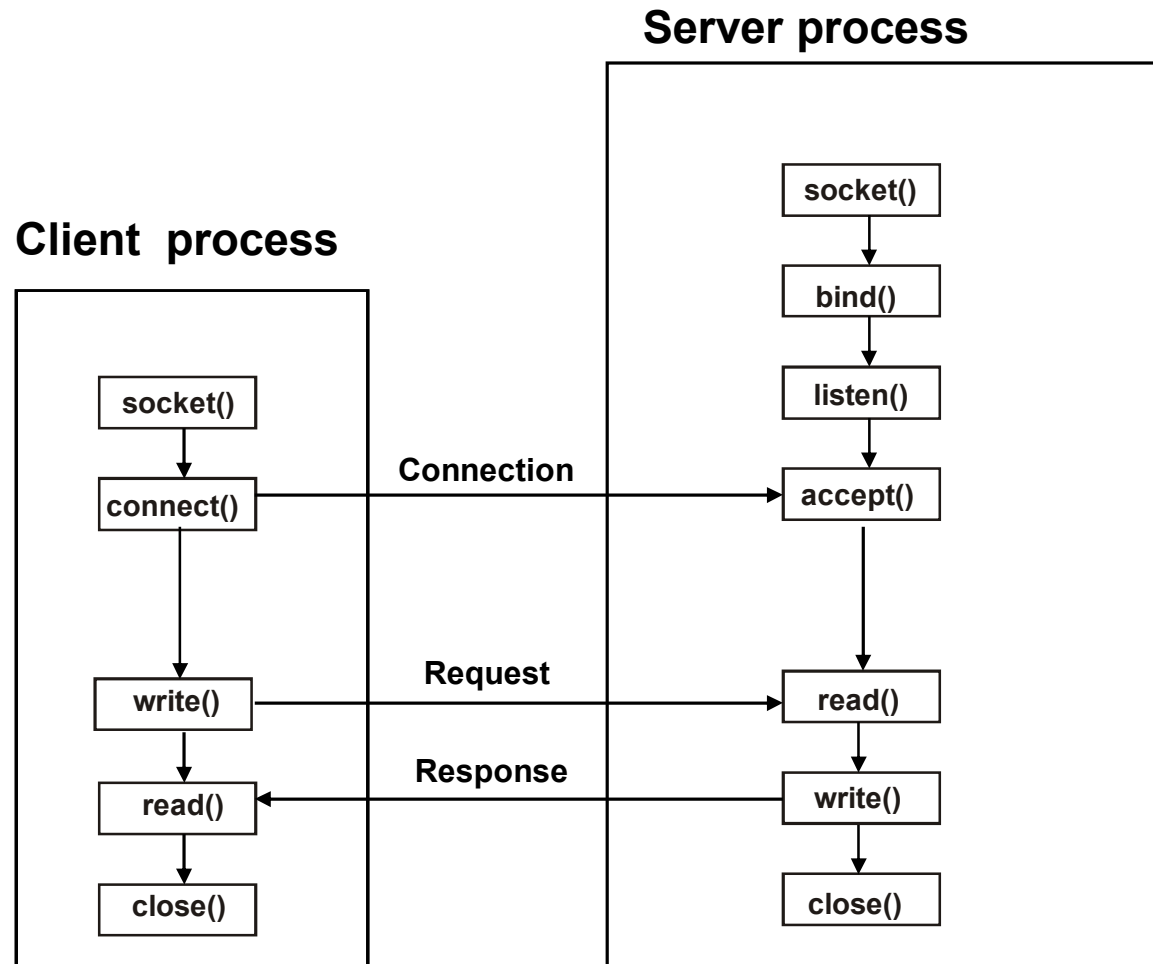 Server process
socket()
bind()
listen()
accept()
read()
write()
close()
Client process
socket()
connect()
write()
read()
close()
Connection
Request
Response